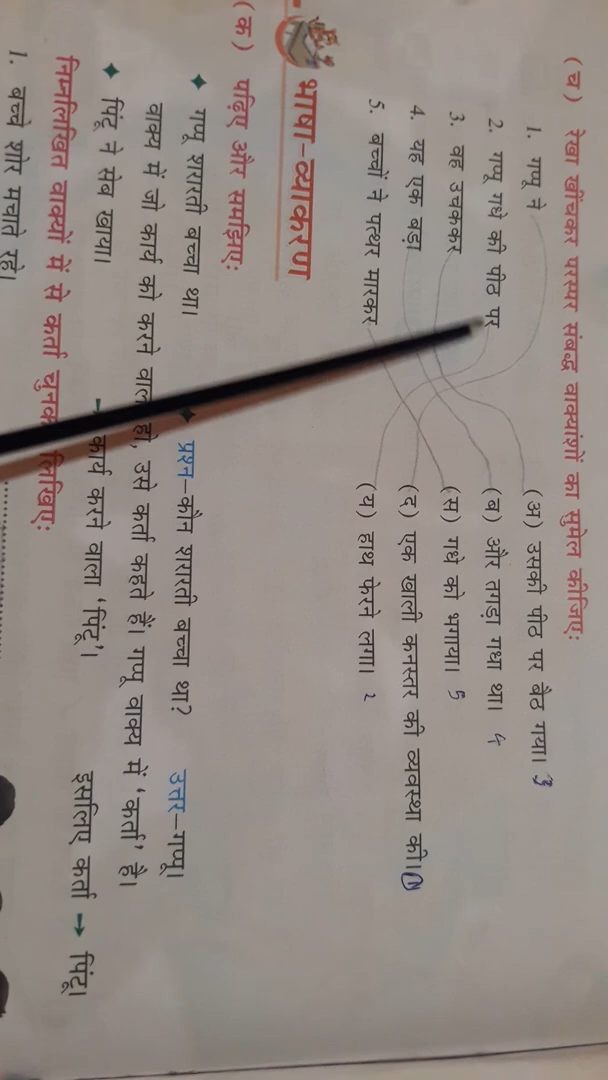 (च) रेखा खींचकर परस्पर संबद्ध वाक्यांशों का सुमेल कीजिए:
1. गप्पू ने (अ) उसकी पीठ पर बैठ गया। 3
2. गप्पू गधे की पीठ पर (ब) और तगड़ा गधा था। 4
3. वह उचककर (स) गधे को भगाया। 5
4. वह एक बड़ा (द) एक खाली कनस्तर की व्यवस्था की। 1
5. बच्चों ने पत्थर मारकर (य) हाथ फेरने लगा। 2
भाषा-व्याकरण
(क) पढ़िए और समझिए:
गप्पू शरारती बच्चा था। प्रश्न–कौन शरारती बच्चा था? उत्तर–गप्पू।
वाक्य में जो कार्य को करने हो, उसे कर्ता कहते हैं। गप्पू वाक्य में 'कर्ता' है।
पिंटू ने सेब खाया। → कार्य करने वाला 'पिंटू'। इसलिए कर्ता → पिंटू।
निम्नलिखित वाक्यों में से कर्ता लिखिए:
1. बच्चे शोर मचाते रहे।